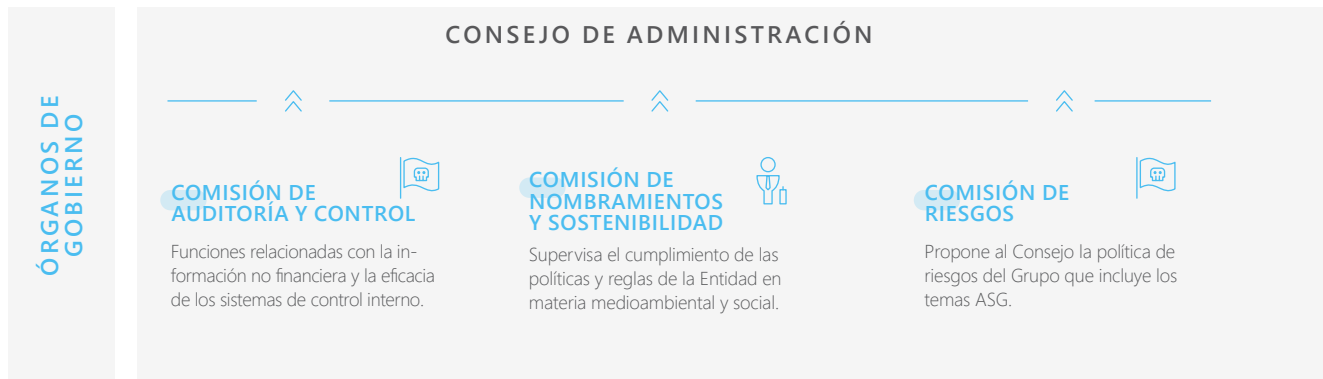 CONSEJO DE ADMINISTRACIÓN
ÓRGANOS DE
GOBIERNO
COMISIÓN DE
AUDITORÍA Y CONTROL
Funciones relacionadas con la in-
formación no financiera y la eficacia
de los sistemas de control interno.
COMISIÓN DE
NOMBRAMIENTOS
Y SOSTENIBILIDAD
Supervisa el cumplimiento de las
políticas y reglas de la Entidad en
materia medioambiental y social.
COMISIÓN DE
RIESGOS
Propone al Consejo la política de
riesgos del Grupo que incluye los
temas ASG.